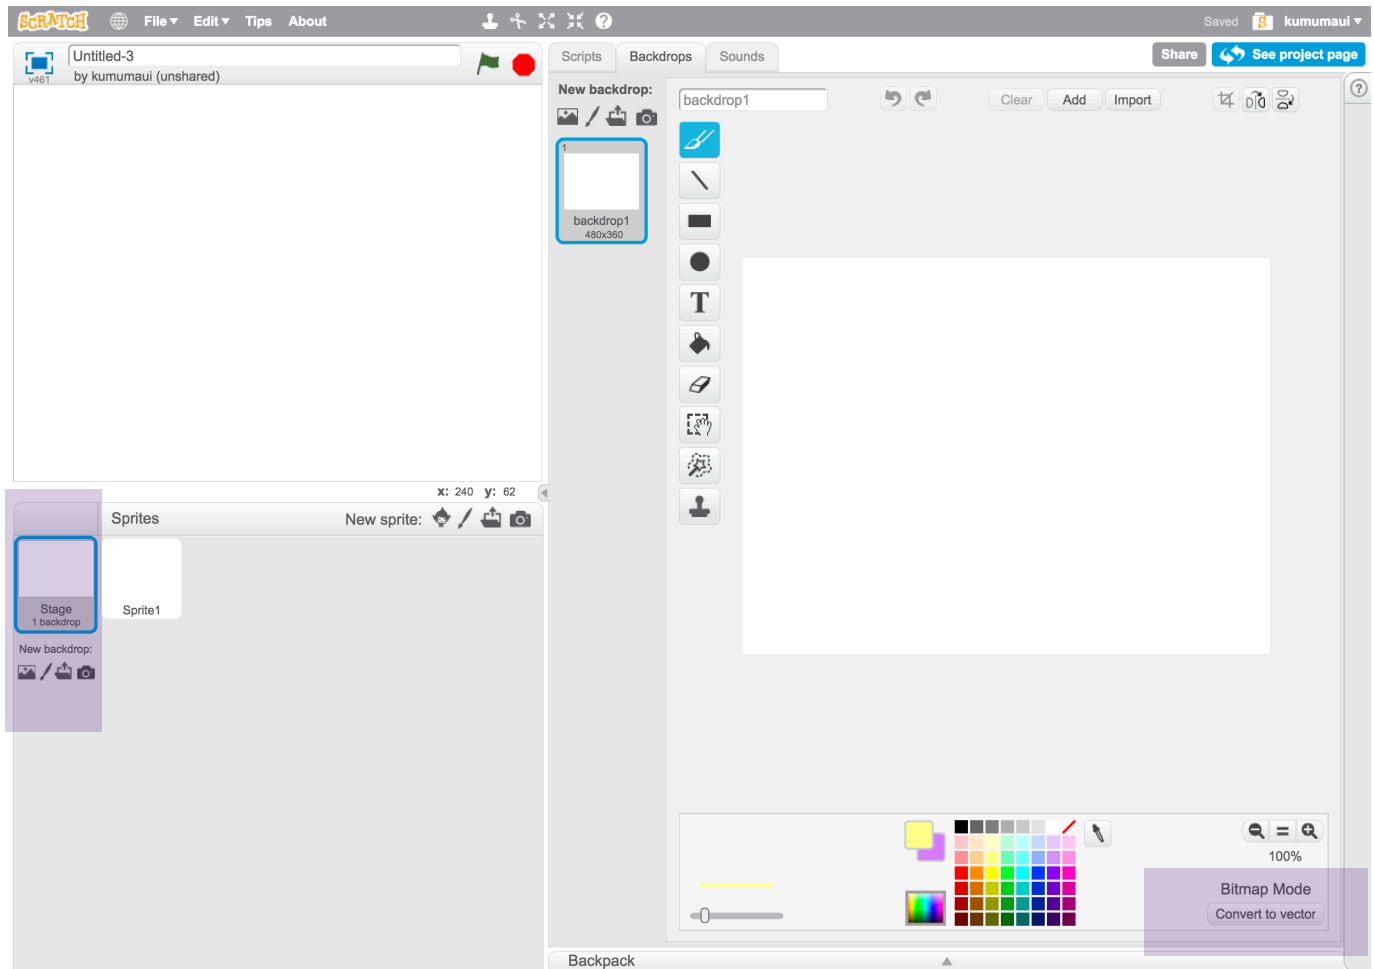 SCRATCH File Edit Tips About Saved kumumaui
Untitled-3
by kumumaui (unshared)
v461
Scripts Backdrops Sounds
Share See project page
New backdrop:
backdrop1
Clear Add Import
1
backdrop1
480x360
T
x: 240 y: 62
Sprites New sprite:
Stage
1 backdrop
Sprite1
New backdrop:
100%
Bitmap Mode
Convert to vector
Backpack